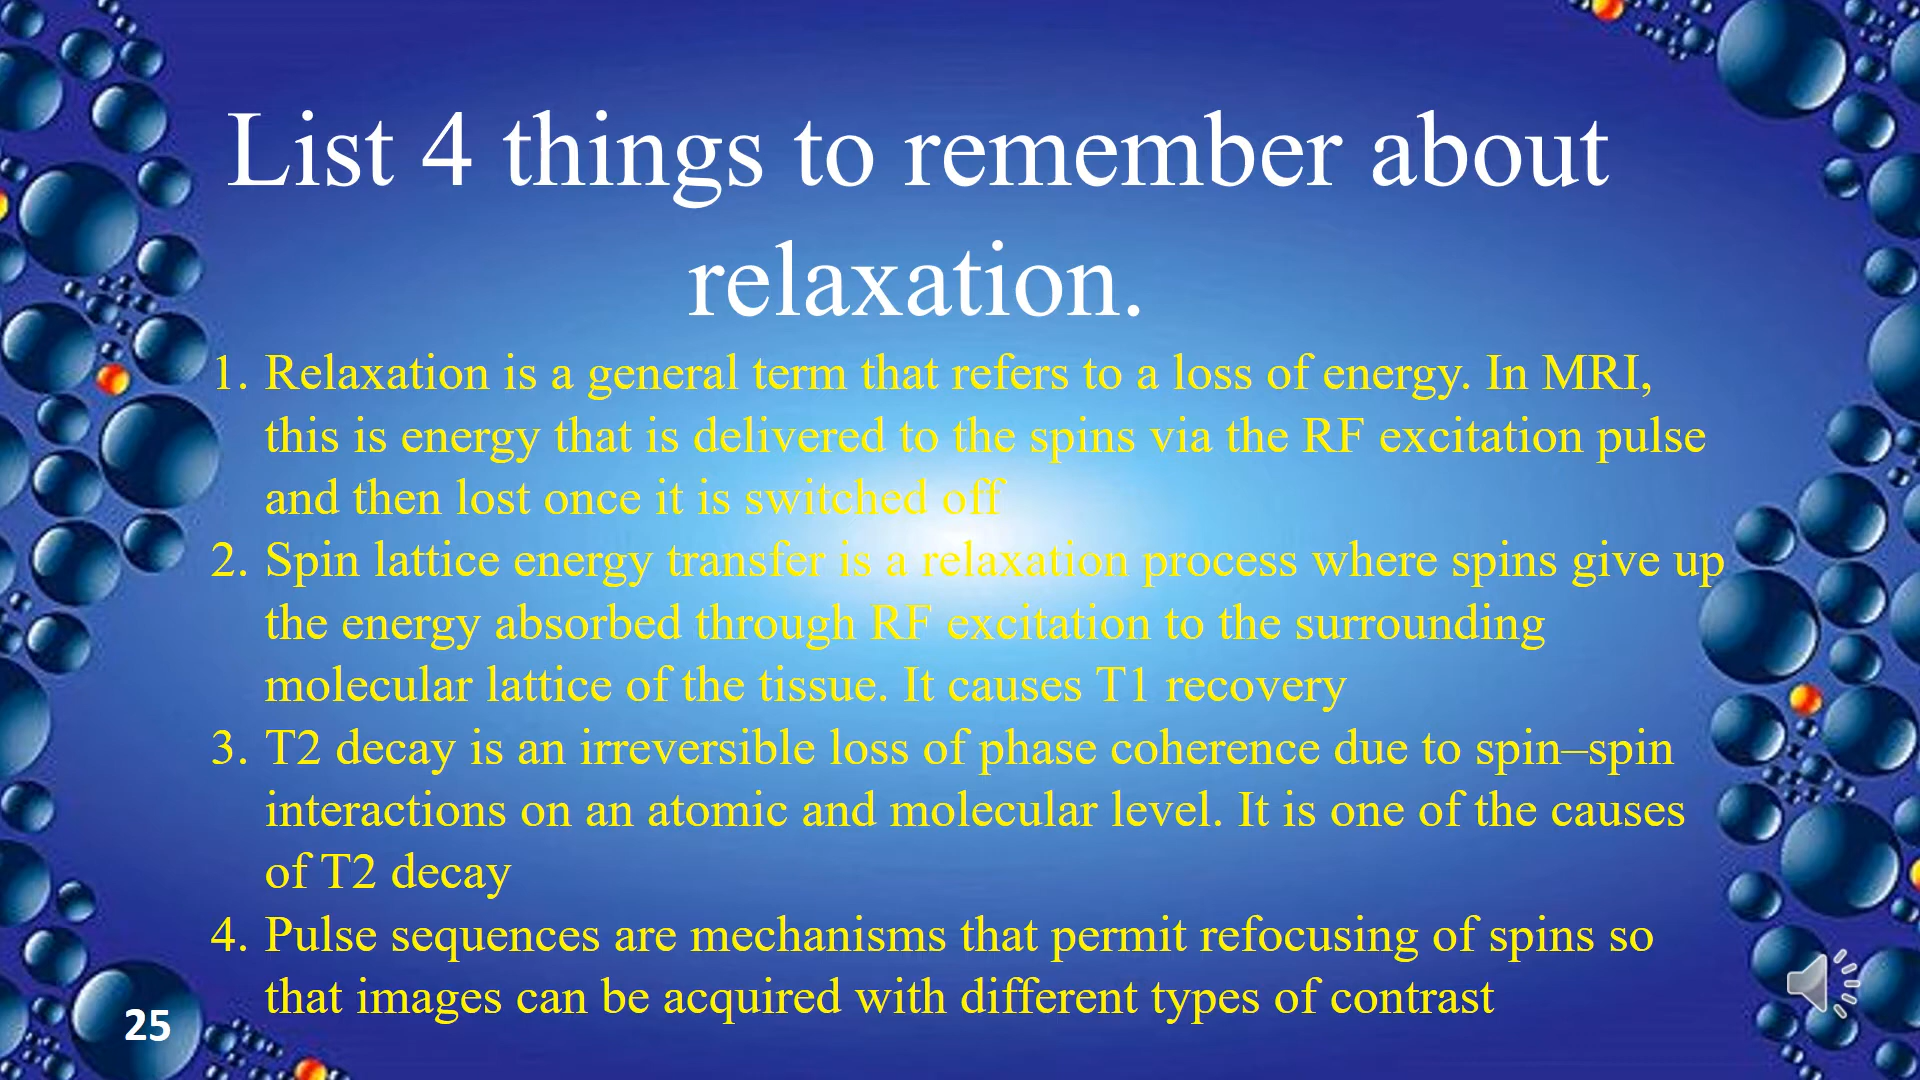 List 4 things to remember about
relaxation.
1. Relaxation is a general term that refers to a loss of energy. In MRI,
this is energy that is delivered to the spins via the RF excitation pulse
and then lost once it is switched off
2. Spin lattice energy transfer is a relaxation process where spins give up
the energy absorbed through RF excitation to the surrounding
molecular lattice of the tissue. It causes T1 recovery
3. T2 decay is an irreversible loss of phase coherence due to spin–spin
interactions on an atomic and molecular level. It is one of the causes
of T2 decay
4. Pulse sequences are mechanisms that permit refocusing of spins so
that images can be acquired with different types of contrast
25